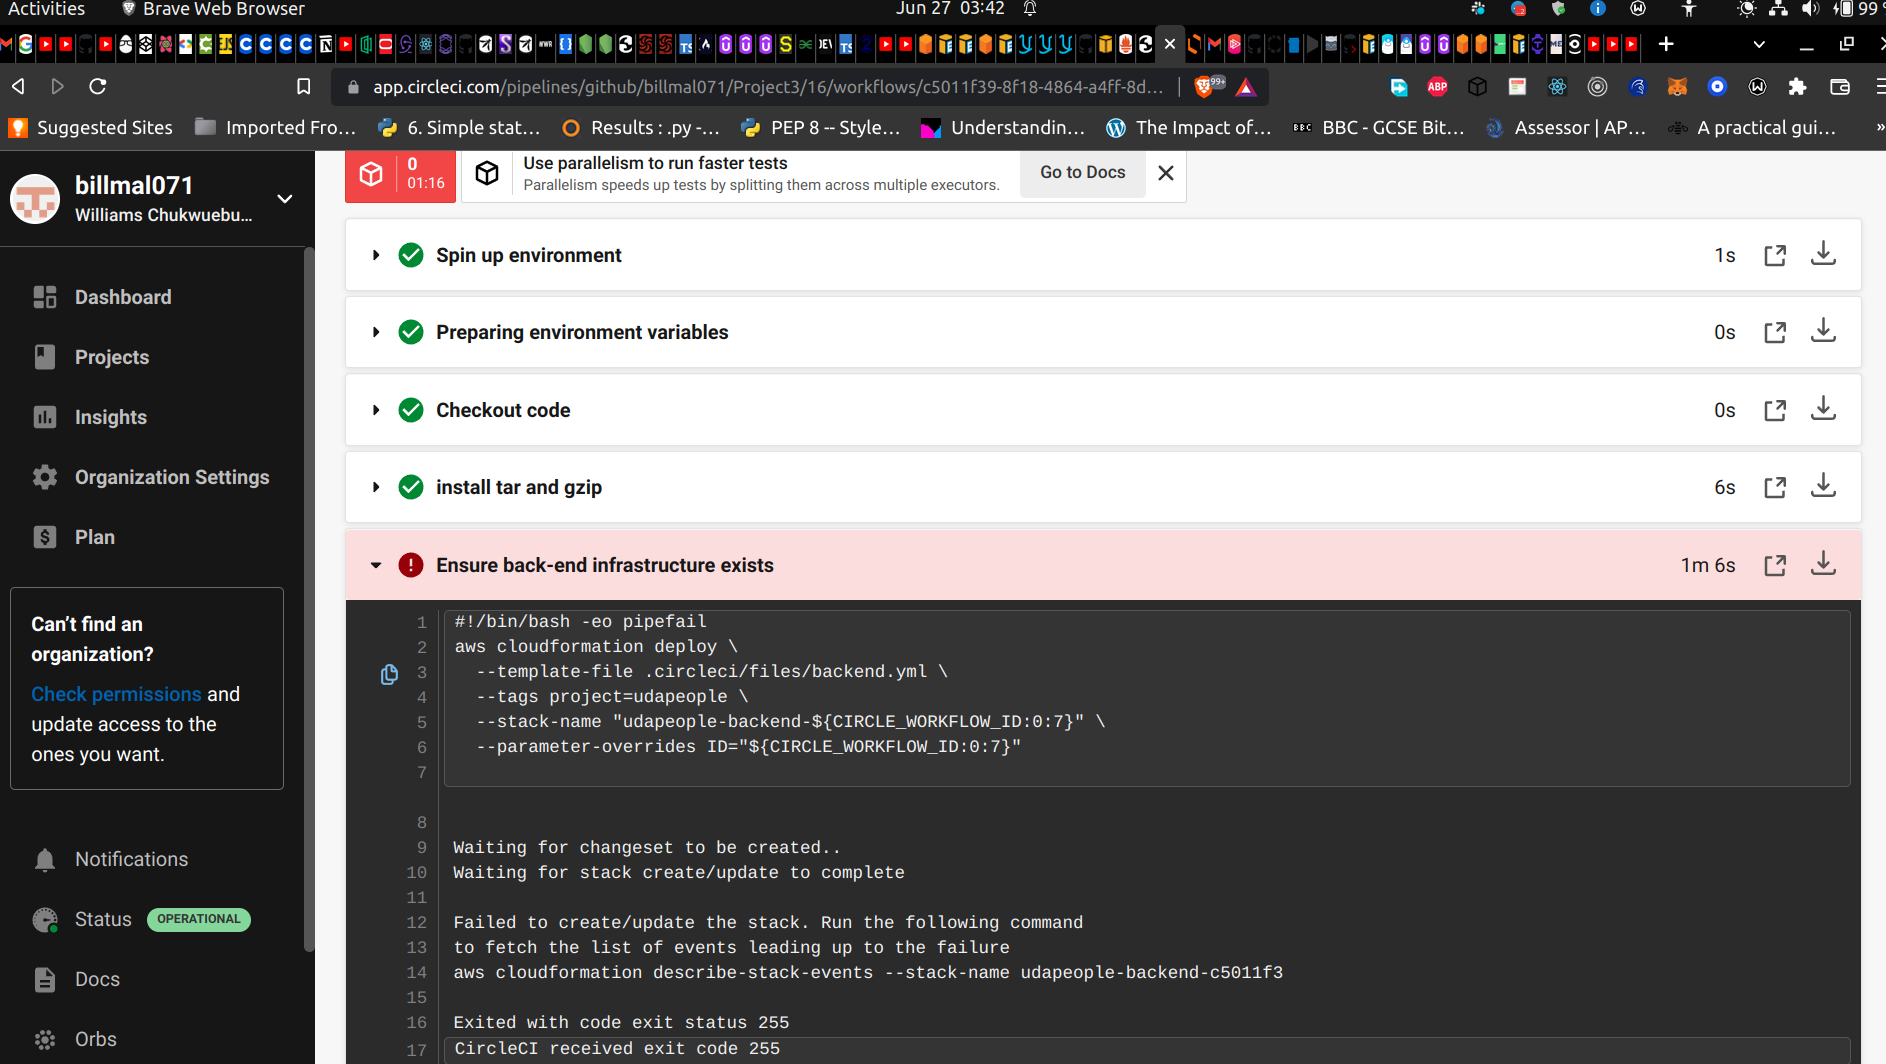 Activities
Brave Web Browser
Jun 27 03:42
99
app.circleci.com/pipelines/github/billmal071/Project3/16/workflows/c5011f39-8f18-4864-a4ff-8d...
99+
ABP
Suggested Sites
Imported Fro...
6. Simple stat...
Results : .py -...
PEP 8 -- Style...
Understandin...
The Impact of...
BBC
BBC - GCSE Bit...
Assessor | AP...
A practical gui...
»
billmal071
Williams Chukwuebu...
Dashboard
Projects
Insights
Organization Settings
Plan
Can't find an
organization?
Check permissions and
update access to the
ones you want.
Notifications
Status OPERATIONAL
Docs
Orbs
0
01:16
Use parallelism to run faster tests
Parallelism speeds up tests by splitting them across multiple executors.
Go to Docs
Spin up environment 1s
Preparing environment variables 0s
Checkout code 0s
install tar and gzip 6s
Ensure back-end infrastructure exists 1m 6s
1 #!/bin/bash -eo pipefail
2 aws cloudformation deploy \
3 --template-file .circleci/files/backend.yml \
4 --tags project=udapeople \
5 --stack-name "udapeople-backend-${CIRCLE_WORKFLOW_ID:0:7}" \
6 --parameter-overrides ID="${CIRCLE_WORKFLOW_ID:0:7}"
7
8
9 Waiting for changeset to be created..
10 Waiting for stack create/update to complete
11
12 Failed to create/update the stack. Run the following command
13 to fetch the list of events leading up to the failure
14 aws cloudformation describe-stack-events --stack-name udapeople-backend-c5011f3
15
16 Exited with code exit status 255
17 CircleCI received exit code 255